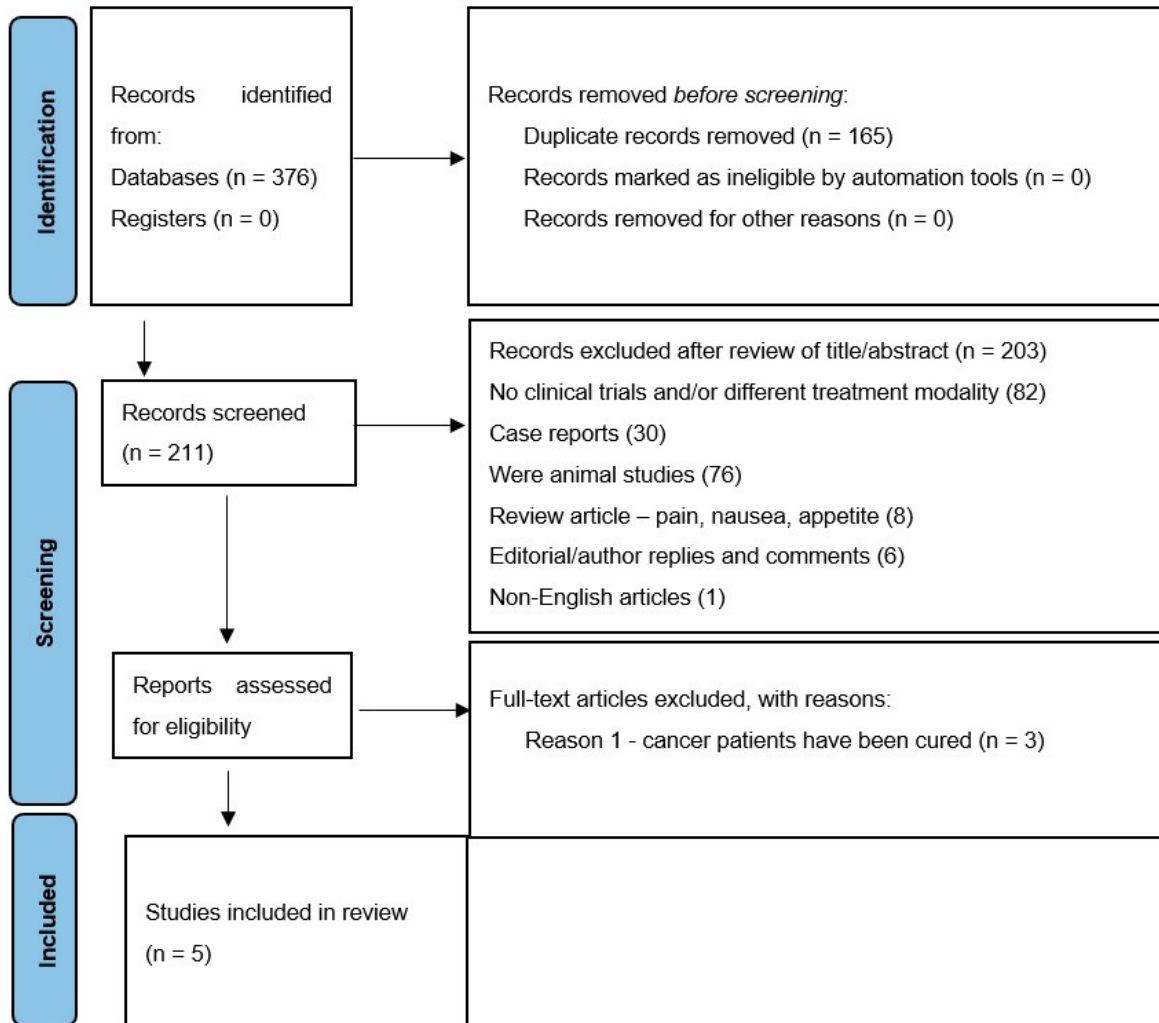 Identification
Records identified
from:
Databases (n = 376)
Registers (n = 0)
Records removed before screening:
Duplicate records removed (n = 165)
Records marked as ineligible by automation tools (n = 0)
Records removed for other reasons (n = 0)
Screening
Records screened
(n = 211)
Records excluded after review of title/abstract (n = 203)
No clinical trials and/or different treatment modality (82)
Case reports (30)
Were animal studies (76)
Review article – pain, nausea, appetite (8)
Editorial/author replies and comments (6)
Non-English articles (1)
Reports assessed
for eligibility
Full-text articles excluded, with reasons:
Reason 1 - cancer patients have been cured (n = 3)
Included
Studies included in review
(n = 5)